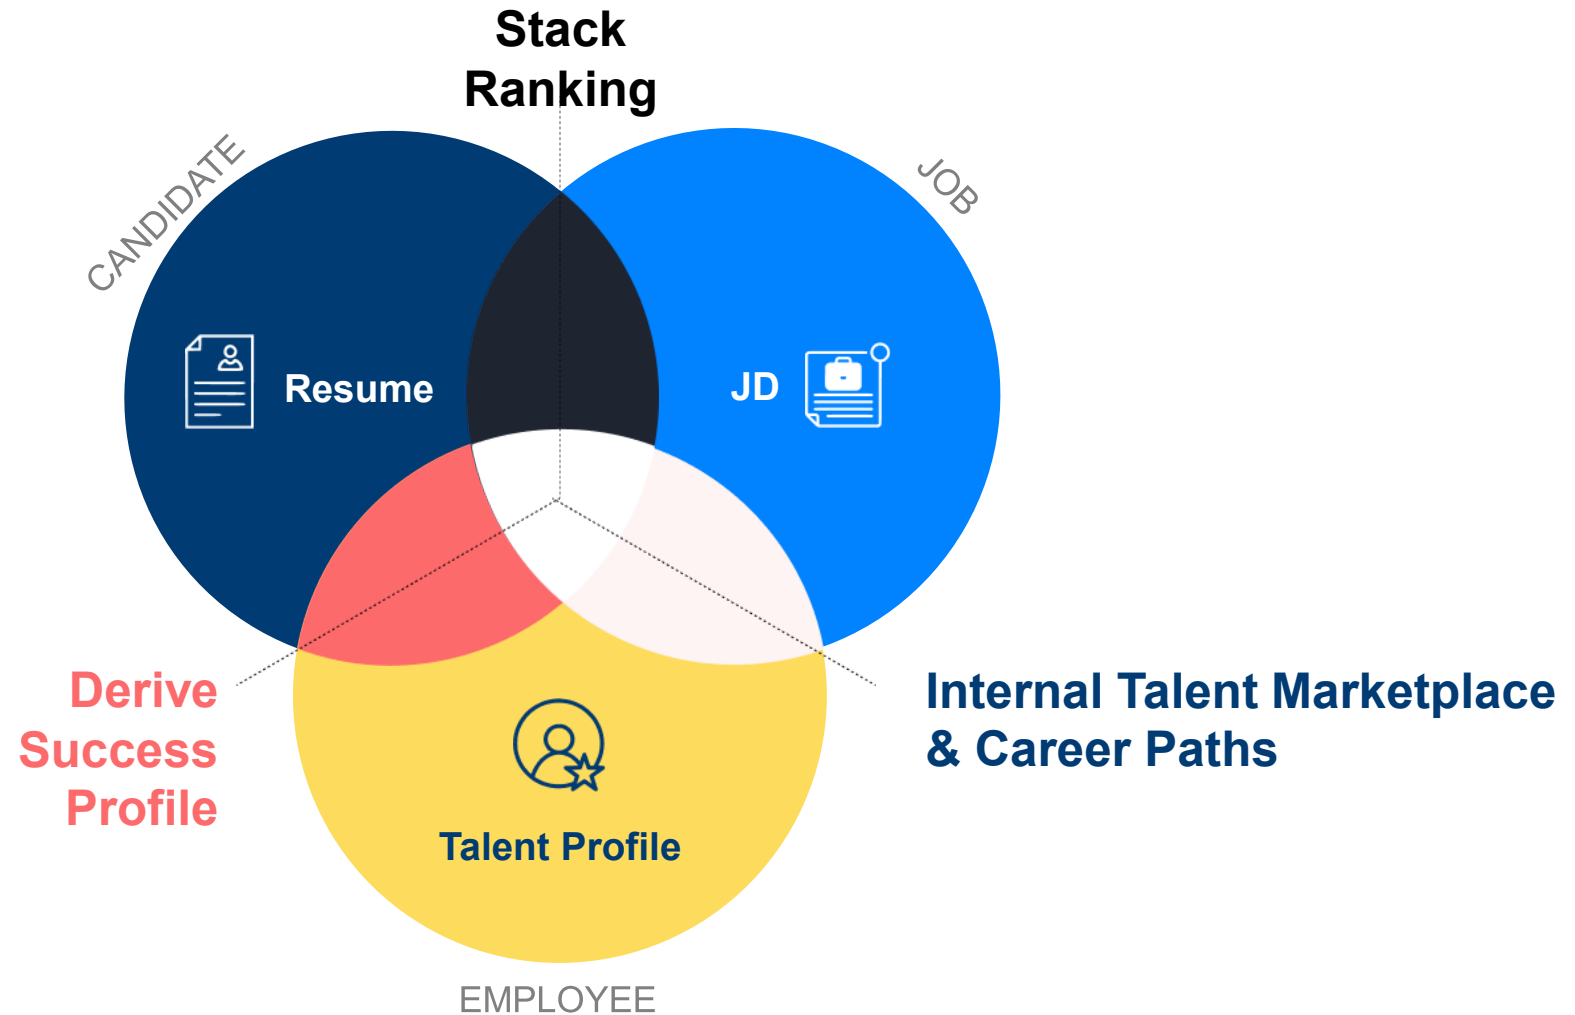 Stack
Ranking
CANDIDATE
JOB
Resume
JD
Derive
Success
Profile
Internal Talent Marketplace
& Career Paths
Talent Profile
EMPLOYEE